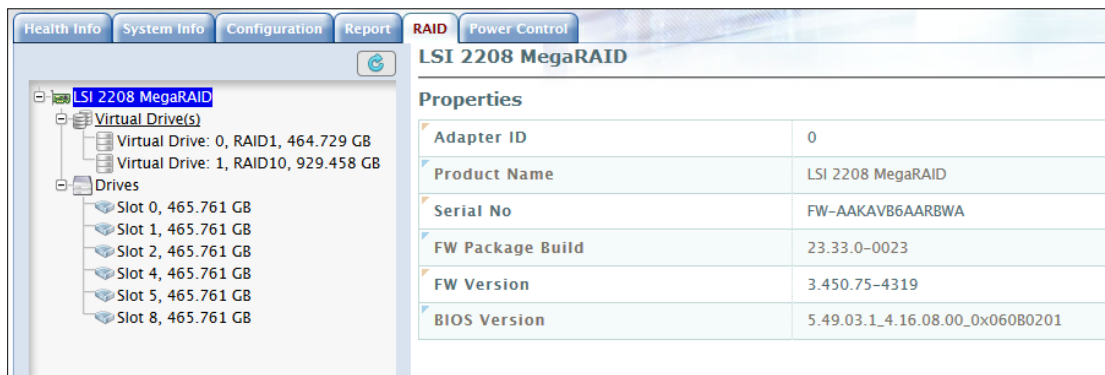 Health Info System Info Configuration Report RAID Power Control
LSI 2208 MegaRAID
Virtual Drive(s)
Virtual Drive: 0, RAID1, 464.729 GB
Virtual Drive: 1, RAID10, 929.458 GB
Drives
Slot 0, 465.761 GB
Slot 1, 465.761 GB
Slot 2, 465.761 GB
Slot 4, 465.761 GB
Slot 5, 465.761 GB
Slot 8, 465.761 GB
LSI 2208 MegaRAID
Properties
Adapter ID 0
Product Name LSI 2208 MegaRAID
Serial No FW-AAKAVB6AARBWA
FW Package Build 23.33.0-0023
FW Version 3.450.75-4319
BIOS Version 5.49.03.1_4.16.08.00_0x060B0201